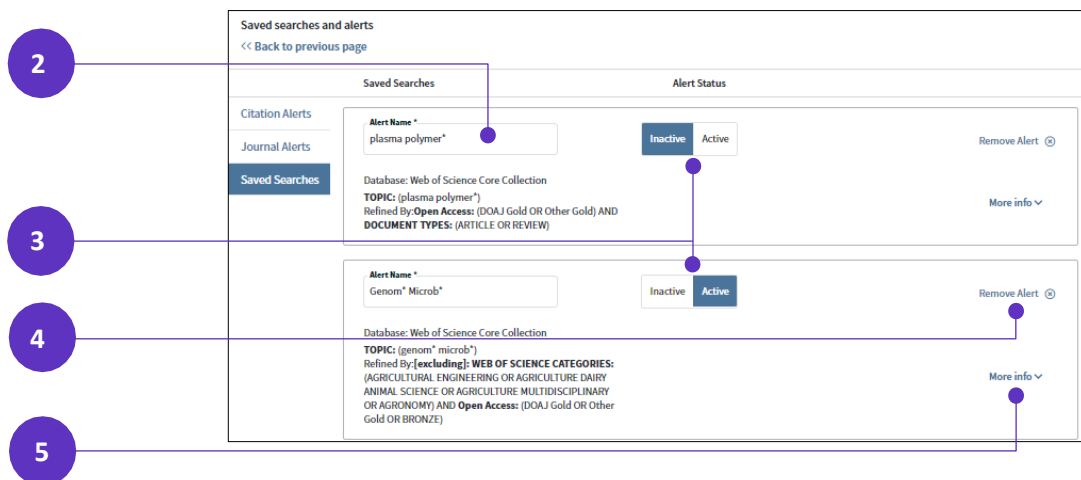 Saved searches and alerts
<< Back to previous page
2
Saved Searches
Alert Status
Citation Alerts
Journal Alerts
Saved Searches
Alert Name *
plasma polymer*
Inactive
Active
Remove Alert
Database: Web of Science Core Collection
TOPIC: (plasma polymer*)
Refined By:Open Access: (DOAJ Gold OR Other Gold) AND
DOCUMENT TYPES: (ARTICLE OR REVIEW)
More info
3
Alert Name *
Genom* Microb*
Inactive
Active
Remove Alert
4
Database: Web of Science Core Collection
TOPIC: (genom* microb*)
Refined By:[excluding]: WEB OF SCIENCE CATEGORIES:
(AGRICULTURAL ENGINEERING OR AGRICULTURE DAIRY
ANIMAL SCIENCE OR AGRICULTURE MULTIDISCIPLINARY
OR AGRONOMY) AND Open Access: (DOAJ Gold OR Other
Gold OR BRONZE)
More info
5